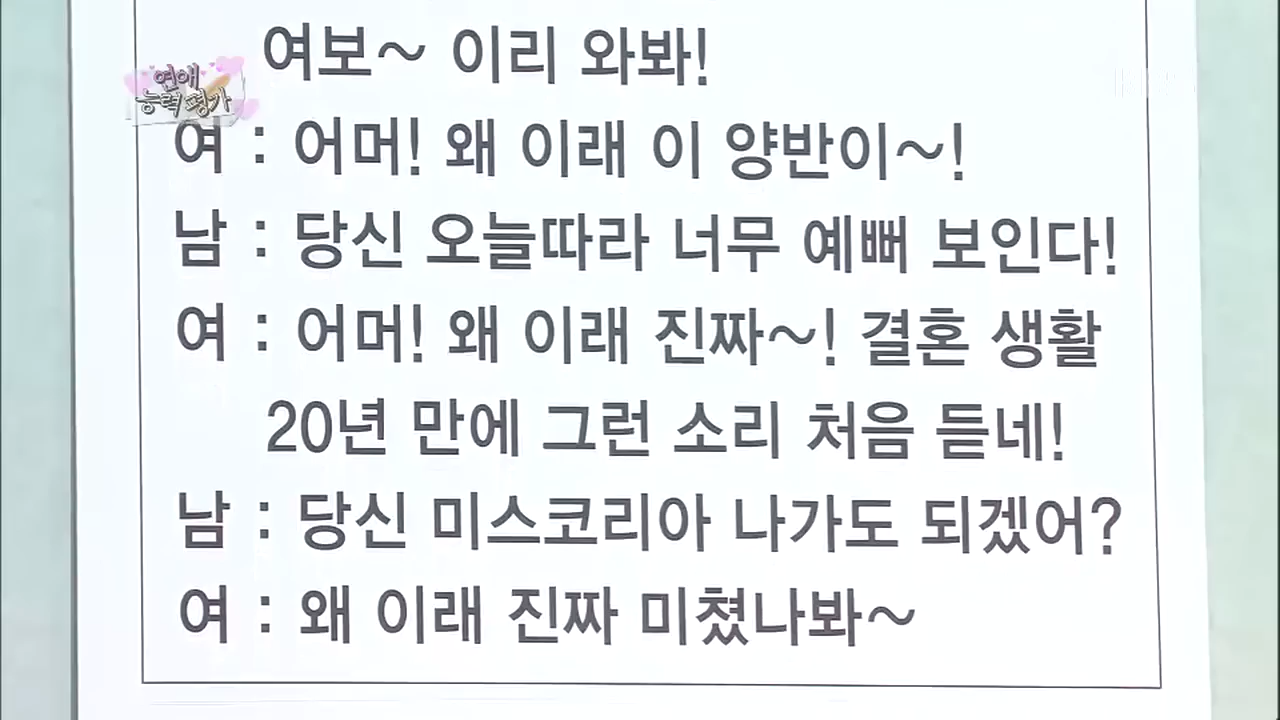 여보~ 이리 와봐!
연애
능력 평가
여 : 어머! 왜 이래 이 양반이~!
남 : 당신 오늘따라 너무 예뻐 보인다!
여 : 어머! 왜 이래 진짜~! 결혼 생활
20년 만에 그런 소리 처음 듣네!
남 : 당신 미스코리아 나가도 되겠어?
여 : 왜 이래 진짜 미쳤나봐~